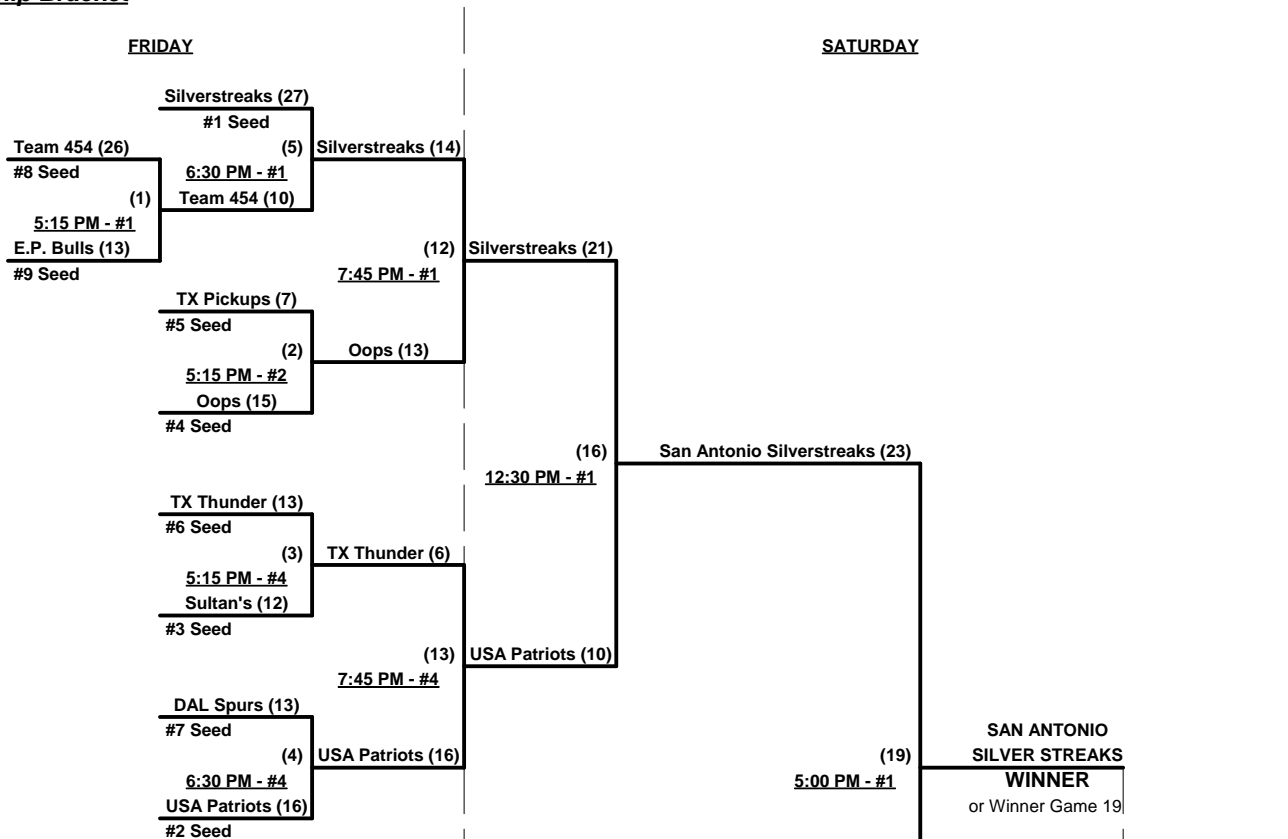 FRIDAY
SATURDAY
Silverstreaks (27)
#1 Seed
Team 454 (26)
(5)
Silverstreaks (14)
#8 Seed
6:30 PM - #1
(1)
Team 454 (10)
5:15 PM - #1
E.P. Bulls (13)
(12)
Silverstreaks (21)
#9 Seed
7:45 PM - #1
TX Pickups (7)
#5 Seed
(2)
Oops (13)
5:15 PM - #2
Oops (15)
#4 Seed
(16)
San Antonio Silverstreaks (23)
12:30 PM - #1
TX Thunder (13)
#6 Seed
(3)
TX Thunder (6)
5:15 PM - #4
Sultan's (12)
#3 Seed
(13)
USA Patriots (10)
7:45 PM - #4
DAL Spurs (13)
#7 Seed
SAN ANTONIO
(4)
USA Patriots (16)
(19)
SILVER STREAKS
6:30 PM - #4
5:00 PM - #1
WINNER
USA Patriots (16)
or Winner Game 19
#2 Seed